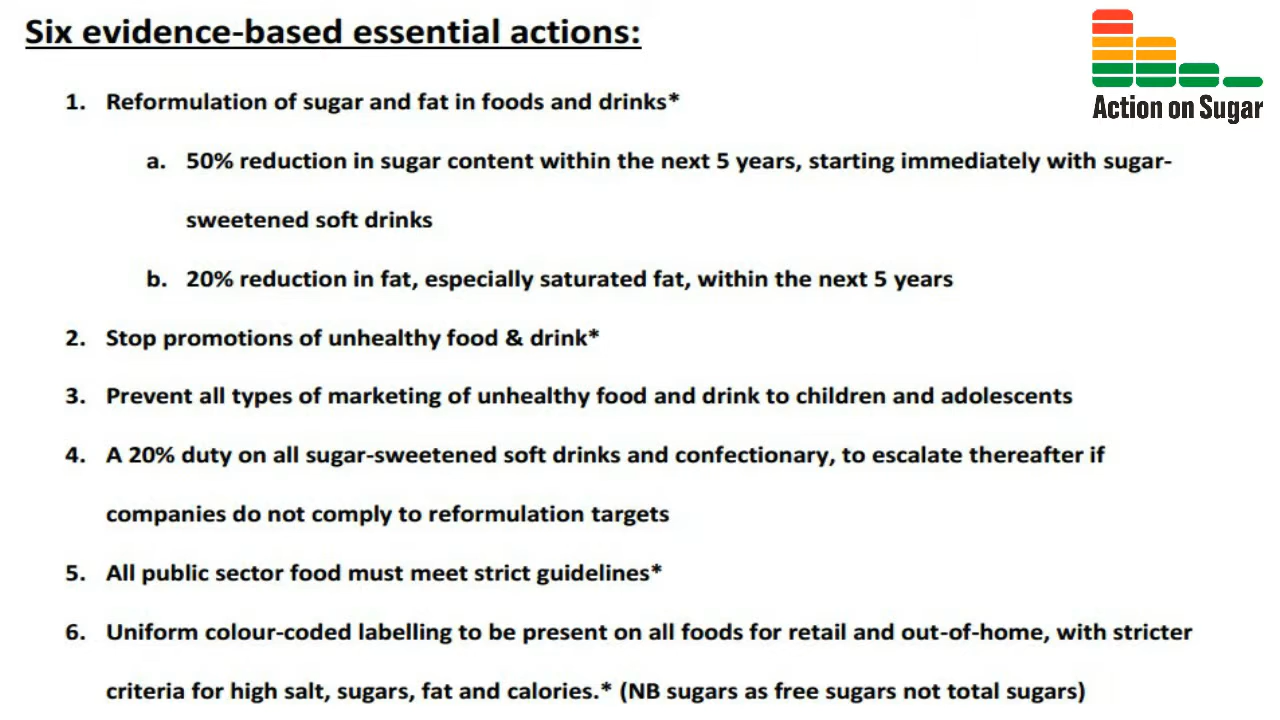 Six evidence-based essential actions:
Action on Sugar
1. Reformulation of sugar and fat in foods and drinks*
a. 50% reduction in sugar content within the next 5 years, starting immediately with sugar-
sweetened soft drinks
b. 20% reduction in fat, especially saturated fat, within the next 5 years
2. Stop promotions of unhealthy food & drink*
3. Prevent all types of marketing of unhealthy food and drink to children and adolescents
4. A 20% duty on all sugar-sweetened soft drinks and confectionary, to escalate thereafter if
companies do not comply to reformulation targets
5. All public sector food must meet strict guidelines*
6. Uniform colour-coded labelling to be present on all foods for retail and out-of-home, with stricter
criteria for high salt, sugars, fat and calories.* (NB sugars as free sugars not total sugars)